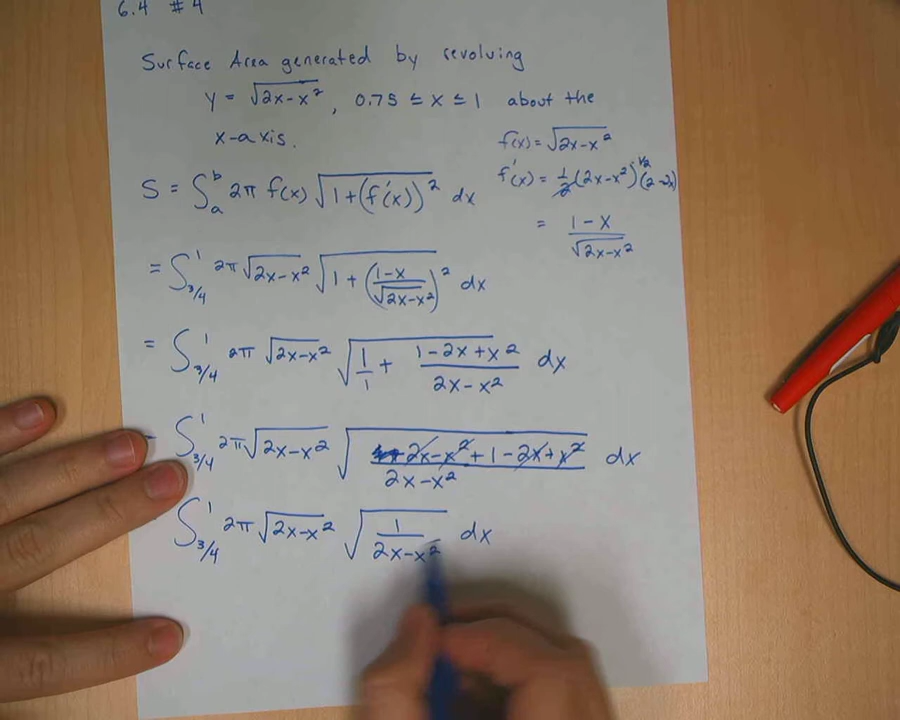 6.4 #4
Surface Area generated by revolving
y = √(2x-x²), 0.75 ≤ x ≤ 1 about the
x-axis.
f(x) = √(2x-x²)
S = ∫_a^b 2π f(x) √(1+(f'(x))²) dx
f'(x) = 1/2 (2x-x²)^(-1/2) (2-2x)
= (1-x)/√(2x-x²)
= ∫_(3/4)^1 2π √(2x-x²) √(1 + ((1-x)/√(2x-x²))²) dx
= ∫_(3/4)^1 2π √(2x-x²) √(1/1 + (1-2x+x²)/(2x-x²)) dx
- ∫_(3/4)^1 2π √(2x-x²) √((2x-x²+1-2x+x²)/(2x-x²)) dx
∫_(3/4)^1 2π √(2x-x²) √(1/(2x-x²)) dx